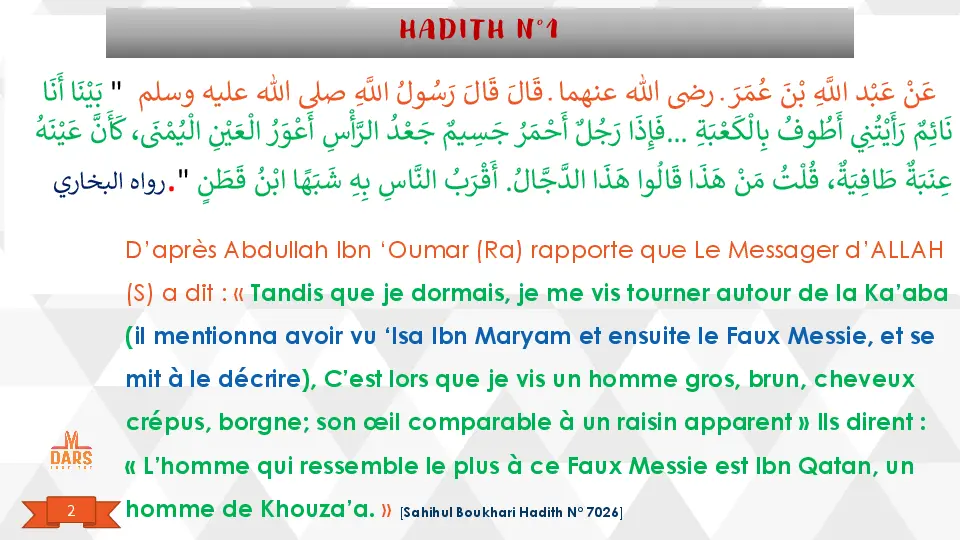 HADITH N°1
عَنْ عَبْد اللَّهِ بْنَ عُمَرَ . رضى الله عنهما . قَالَ قَالَ رَسُولُ اللَّهِ صلى الله عليه وسلم " بَيْنَا أَنَا
نَائِمٌ رَأَيْتُنِي أَطُوفُ بِالْكَعْبَةِ ...فَإِذَا رَجُلٌ أَحْمَرُ جَسِيمٌ جَعْدُ الرَّأْسِ أَعْوَرُ الْعَيْنِ الْيُمْنَى، كَأَنَّ عَيْنَهُ
عِنَبَةٌ طَافِيَةٌ، قُلْتُ مَنْ هَذَا قَالُوا هَذَا الدَّجَّالُ. أَقْرَبُ النَّاسِ بِهِ شَبَهًا ابْنُ قَطَنٍ ".رواه البخاري
D’après Abdullah Ibn ‘Oumar (Ra) rapporte que Le Messager d’ALLAH
(S) a dit : « Tandis que je dormais, je me vis tourner autour de la Ka’aba
(il mentionna avoir vu ‘Isa Ibn Maryam et ensuite le Faux Messie, et se
mit à le décrire), C’est lors que je vis un homme gros, brun, cheveux
crépus, borgne; son œil comparable à un raisin apparent » Ils dirent :
« L’homme qui ressemble le plus à ce Faux Messie est Ibn Qatan, un
homme de Khouza’a. » [Sahihul Boukhari Hadith N° 7026]
M
DARS
2